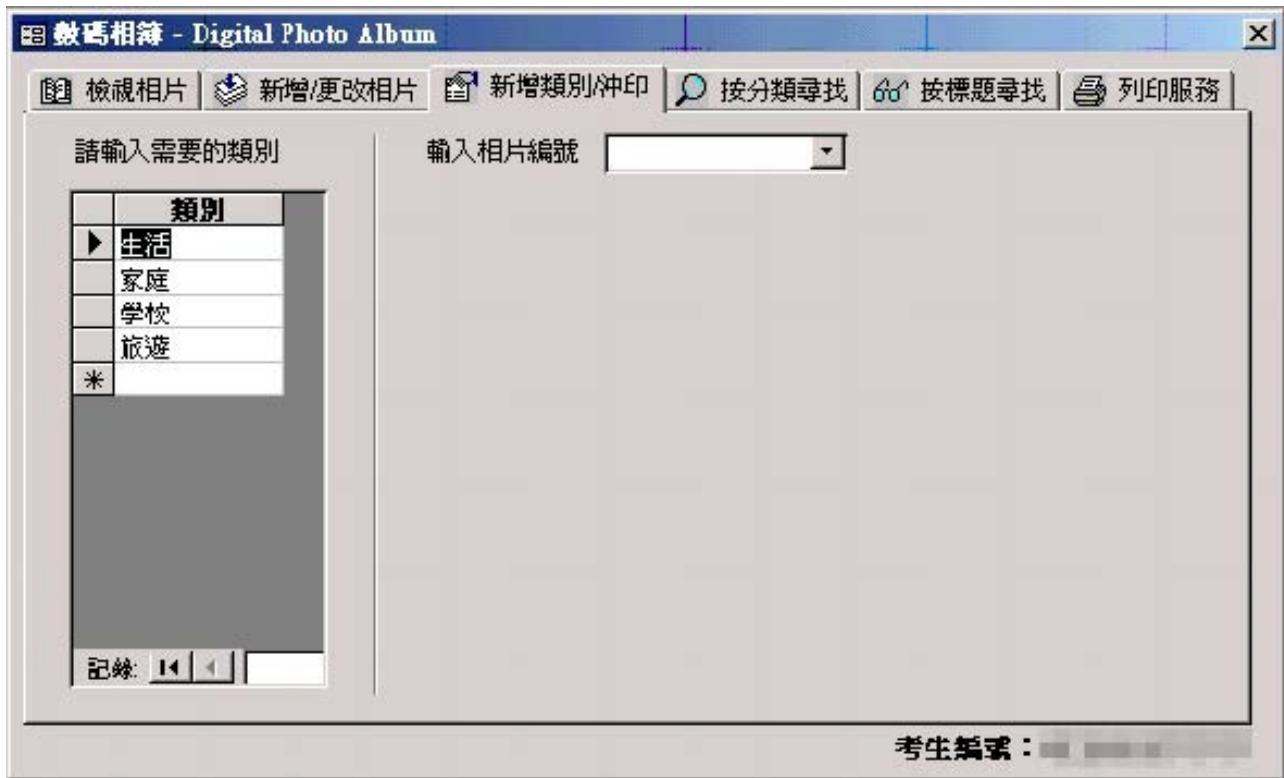 數碼相簿 - Digital Photo Album
檢視相片 新增/更改相片 新增類別/沖印 按分類尋找 按標題尋找 列印服務
請輸入需要的類別
輸入相片編號
類別
生活
家庭
學校
旅遊
記錄:
考生編號：